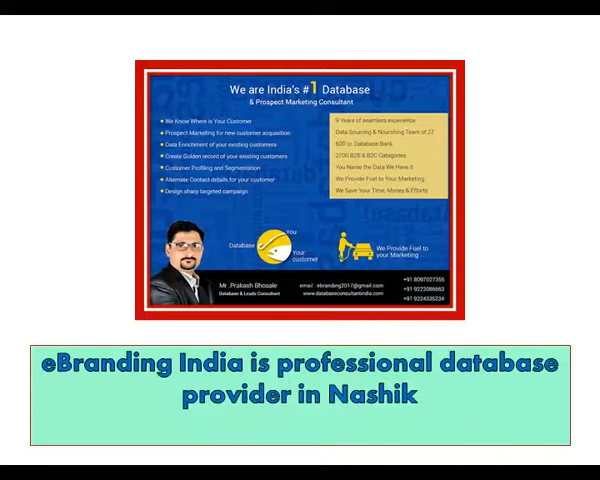 We are India's #1 Database
& Prospect Marketing Consultant
We Know Where is Your Customer
Prospect Marketing for new customer acquisition
Data Enrichment of your existing customers
Create Golden record of your existing customers
Customer Profiling and Segmentation
Alternate Contact details for your customer
Design sharp targeted campaign
9 Years of seamless experience
Data Sourcing & Nourishing Team of 27
600 cr. Database Bank
2700 B2B & B2C Categories
You Name the Data We Have it
We Provide Fuel to Your Marketing
We Save Your Time, Money & Efforts
You
Database
Your
customer
We Provide Fuel to
your Marketing
Mr. Prakash Bhosale
Database & Leads Consultant
email : ebranding2017@gmail.com
www.databaseconsultantindia.com
+91 8097027355
+91 9222088663
+91 9224335234
eBranding India is professional database
provider in Nashik